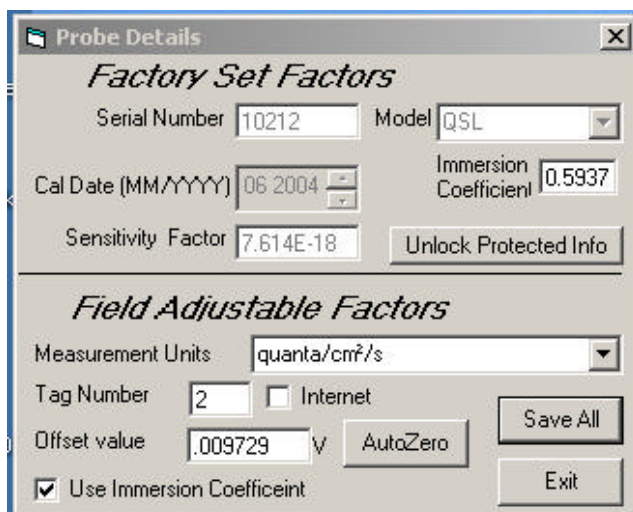 Probe Details
Factory Set Factors
Serial Number 10212 Model QSL
Cal Date (MM/YYYY) 06 2004 Immersion Coefficient 0.5937
Sensitivity Factor 7.614E-18 Unlock Protected Info
Field Adjustable Factors
Measurement Units quanta/cm²/s
Tag Number 2 Internet
Offset value .009729 V AutoZero Save All
Use Immersion Coefficeint Exit